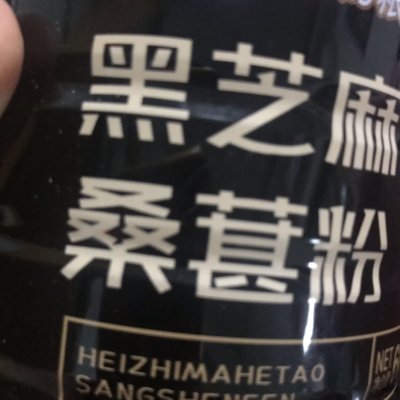 黑芝麻
桑葚粉
HEIZHIMAHETAO
SANGSHENFEN
NET